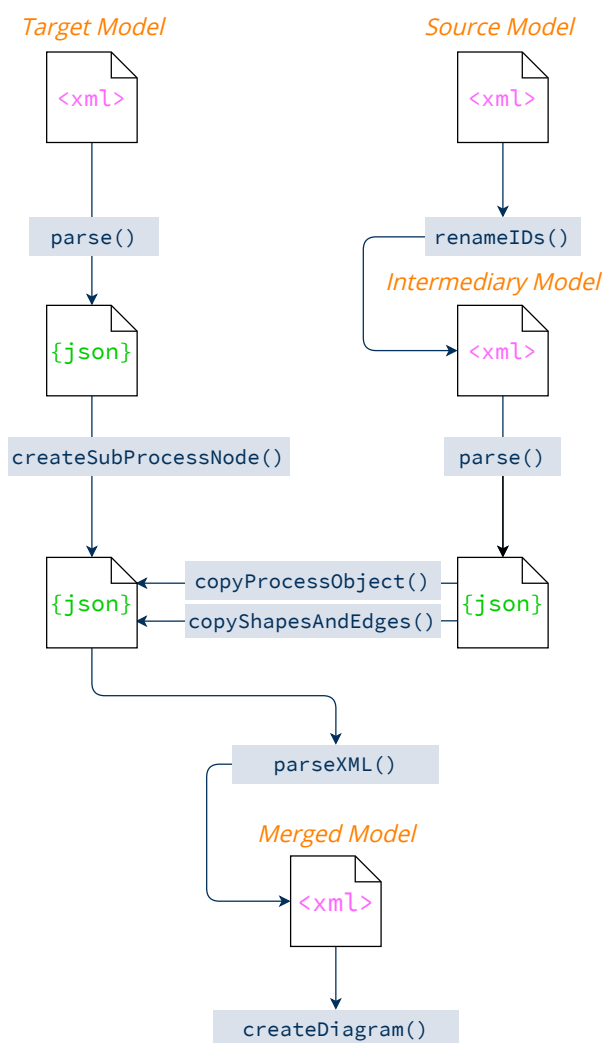 Target Model
Source Model
<xml>
<xml>
parse()
renameIDs()
Intermediary Model
{json}
<xml>
createSubProcessNode()
parse()
{json}
copyProcessObject()
{json}
copyShapesAndEdges()
parseXML()
Merged Model
<xml>
createDiagram()